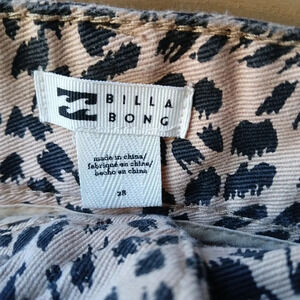 BILLA
BONG
made in china/
fabriqué en chine/
hecho en china
28